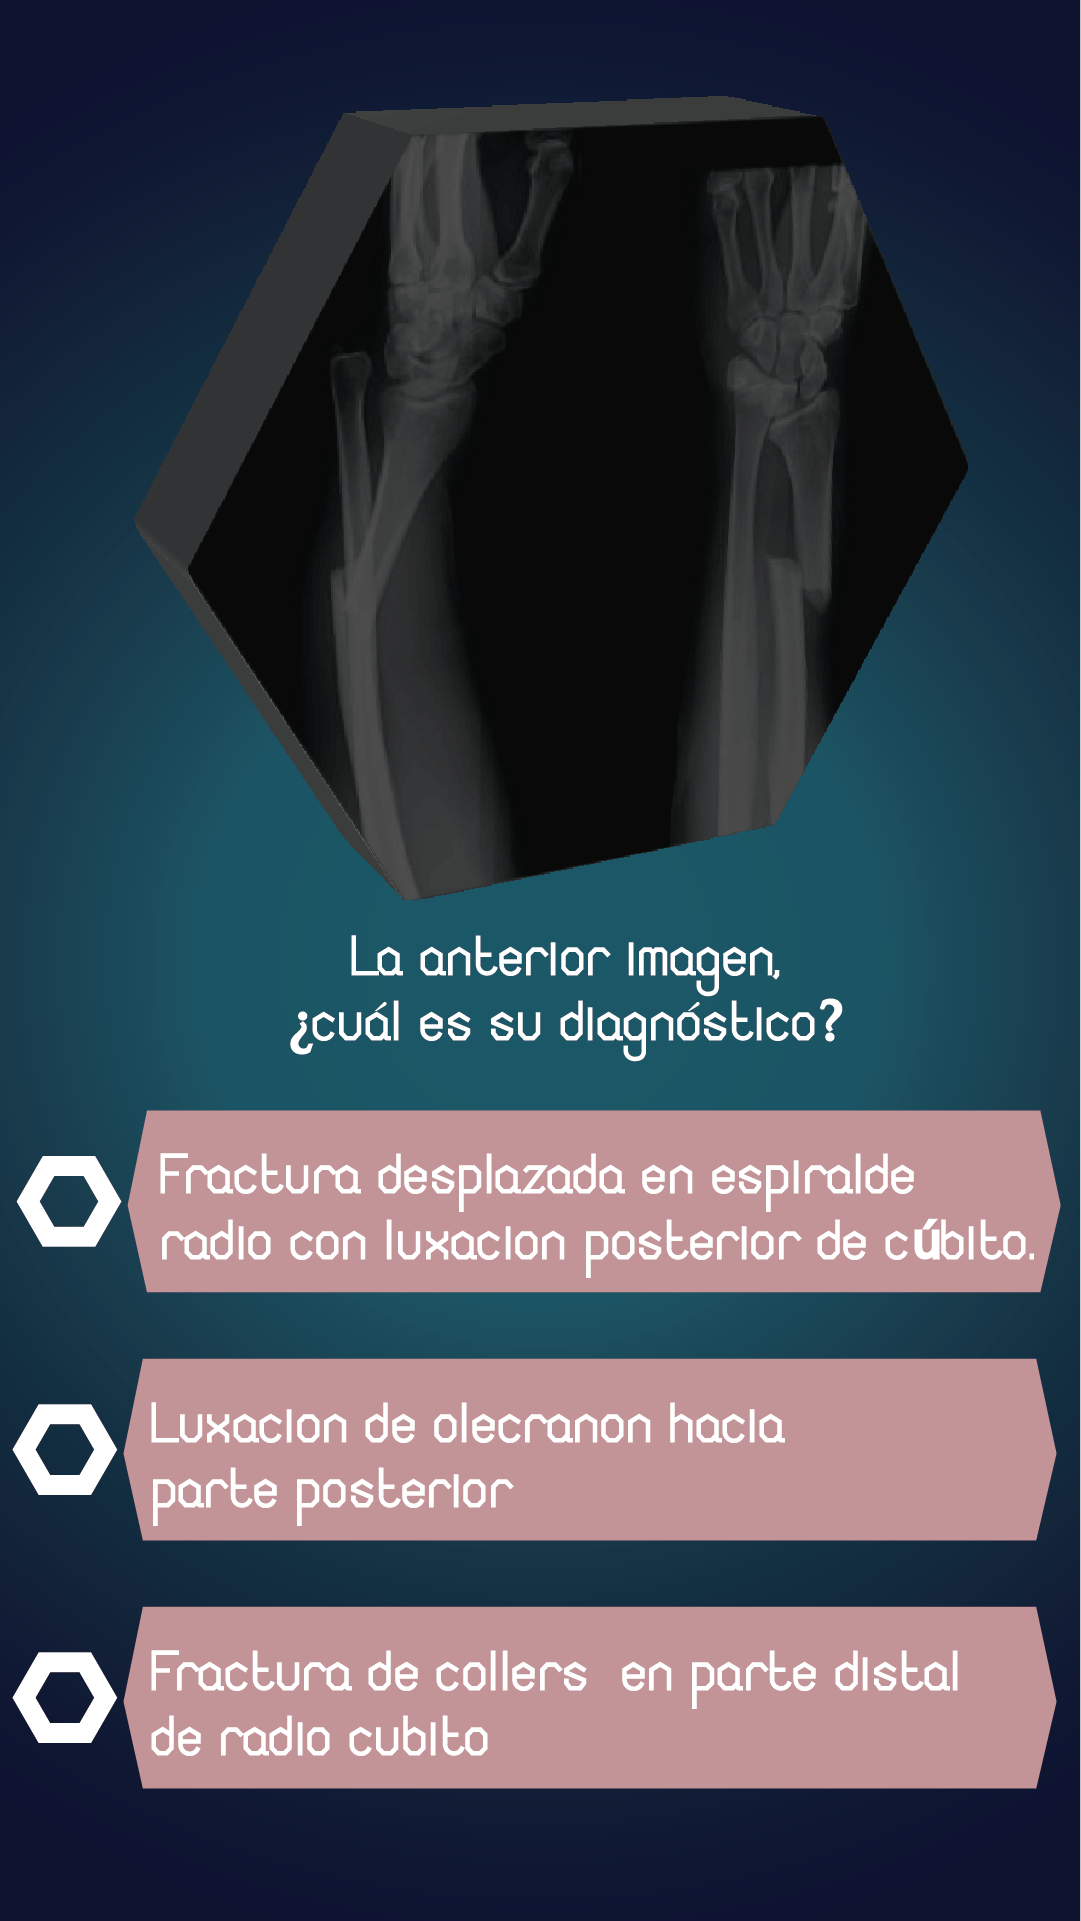 La anterior imagen,
¿cuál es su diagnóstico?
Fractura desplazada en espiralde
radio con luxacion posterior de cúbito.
Luxacion de olecranon hacia
parte posterior
Fractura de collers en parte distal
de radio cubito